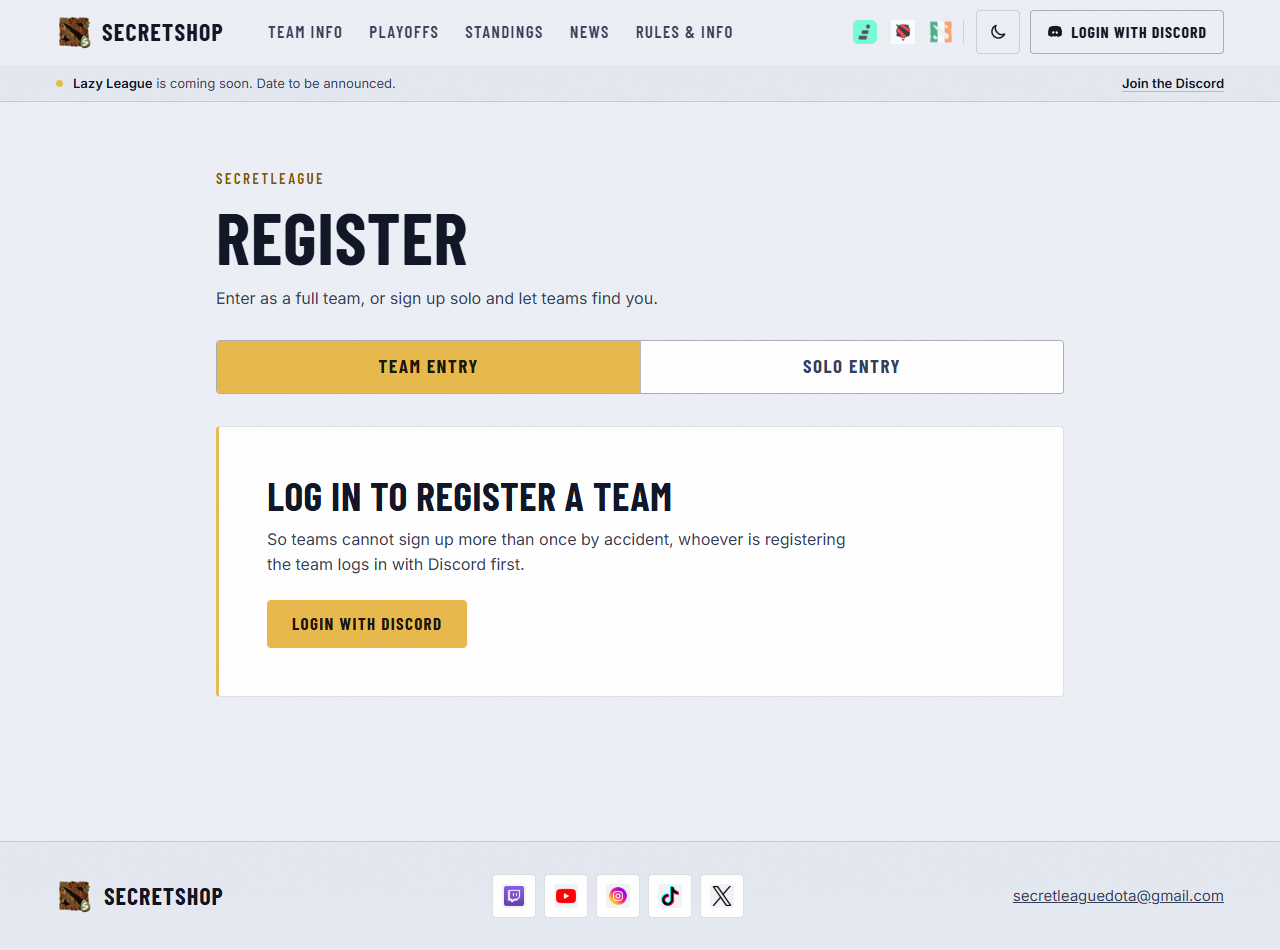 SECRETSHOP
TEAM INFO
PLAYOFFS
STANDINGS
NEWS
RULES & INFO
LOGIN WITH DISCORD
Lazy League is coming soon. Date to be announced.
Join the Discord
SECRETLEAGUE
REGISTER
Enter as a full team, or sign up solo and let teams find you.
TEAM ENTRY
SOLO ENTRY
LOG IN TO REGISTER A TEAM
So teams cannot sign up more than once by accident, whoever is registering
the team logs in with Discord first.
LOGIN WITH DISCORD
SECRETSHOP
secretleaguedota@gmail.com